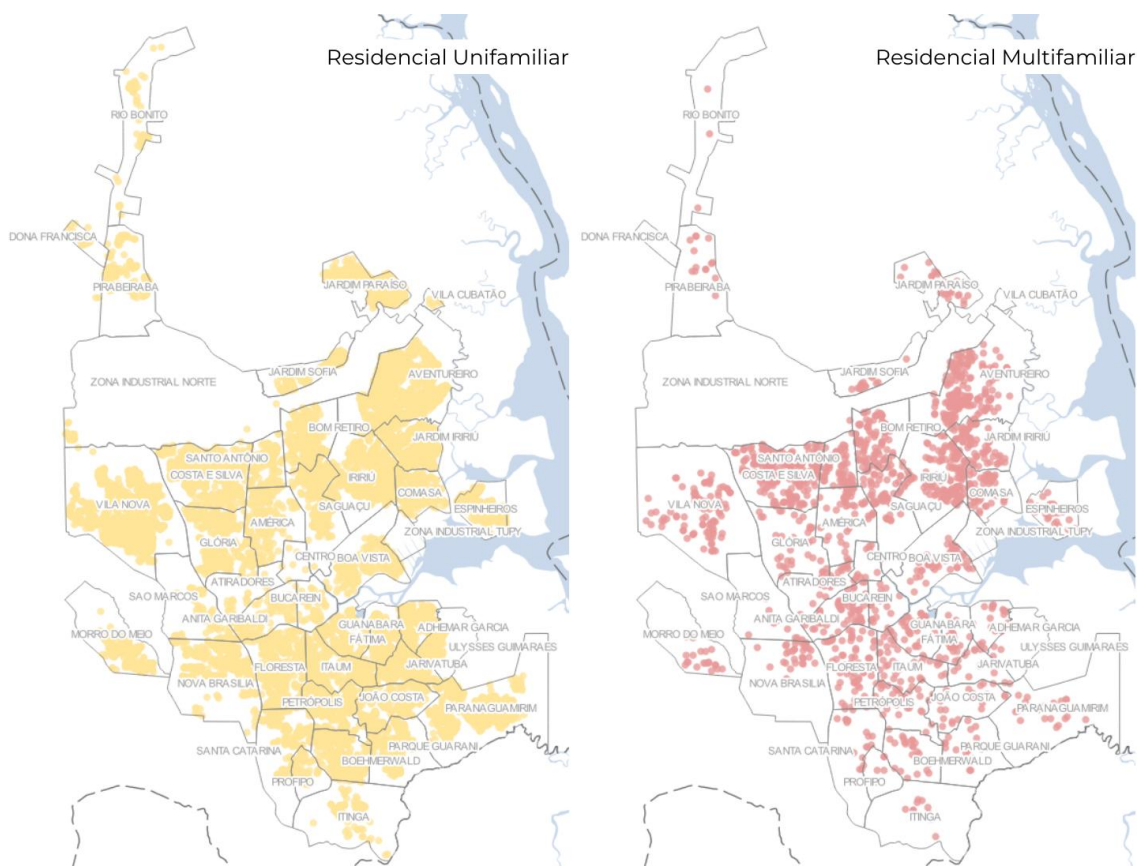 Residencial Unifamiliar
RIO BONITO
DONA FRANCISCA
PIRABEIRABA
JARDIM PARAÍSO
VILA CUBATÃO
JARDIM SOFIA
ZONA INDUSTRIAL NORTE
AVENTUREIRO
BOM RETIRO
JARDIM IRIRIÚ
SANTO ANTÔNIO
COSTA E SILVA
IRIRIÚ
COMASA
VILA NOVA
SAGUAÇU
ESPINHEIROS
AMÉRICA
ZONA INDUSTRIAL TUPY
GLÓRIA
CENTRO
BOA VISTA
ATIRADORES
SAO MARCOS
BUCAREIN
ANITA GARIBALDI
GUANABARA
ADHEMAR GARCIA
MORRO DO MEIO
FÁTIMA
ULYSSES GUIMARAES
FLORESTA
ITAUM
JARIVATUBA
NOVA BRASILIA
PETRÓPOLIS
JOÃO COSTA
PARANAGUAMIRIM
SANTA CATARINA
PARQUE GUARANI
BOEHMERWALD
PROFIPO
ITINGA
Residencial Multifamiliar
RIO BONITO
DONA FRANCISCA
PIRABEIRABA
JARDIM PARAÍSO
VILA CUBATÃO
JARDIM SOFIA
ZONA INDUSTRIAL NORTE
AVENTUREIRO
BOM RETIRO
JARDIM IRIRIÚ
SANTO ANTÔNIO
COSTA E SILVA
IRIRIÚ
COMASA
VILA NOVA
SAGUAÇU
ESPINHEIROS
AMÉRICA
ZONA INDUSTRIAL TUPY
GLÓRIA
CENTRO
BOA VISTA
ATIRADORES
SAO MARCOS
BUCAREIN
ANITA GARIBALDI
GUANABARA
ADHEMAR GARCIA
MORRO DO MEIO
FÁTIMA
ULYSSES GUIMARAES
FLORESTA
ITAUM
JARIVATUBA
NOVA BRASILIA
PETRÓPOLIS
JOÃO COSTA
PARANAGUAMIRIM
SANTA CATARINA
PARQUE GUARANI
BOEHMERWALD
PROFIPO
ITINGA